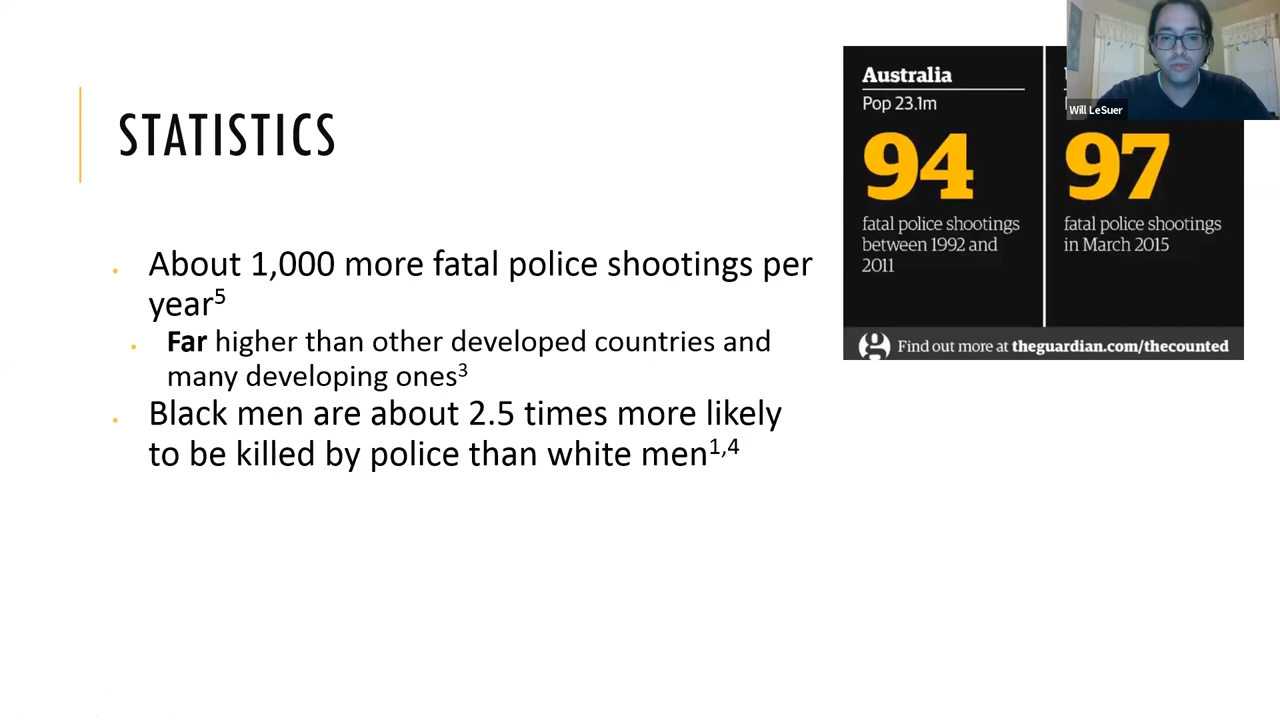 STATISTICS
• About 1,000 more fatal police shootings per
year5
• Far higher than other developed countries and
many developing ones3
• Black men are about 2.5 times more likely
to be killed by police than white men1,4
Australia
Pop 23.1m
94
fatal police shootings
between 1992 and
2011
97
fatal police shootings
in March 2015
Find out more at theguardian.com/thecounted
Will LeSuer